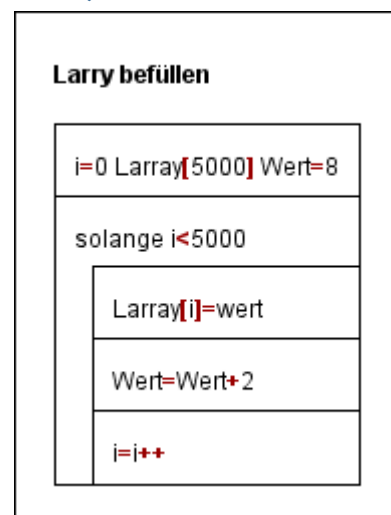 Larry befüllen
i=0 Larray[5000] Wert=8
solange i<5000
Larray[i]=wert
Wert=Wert+2
i=i++